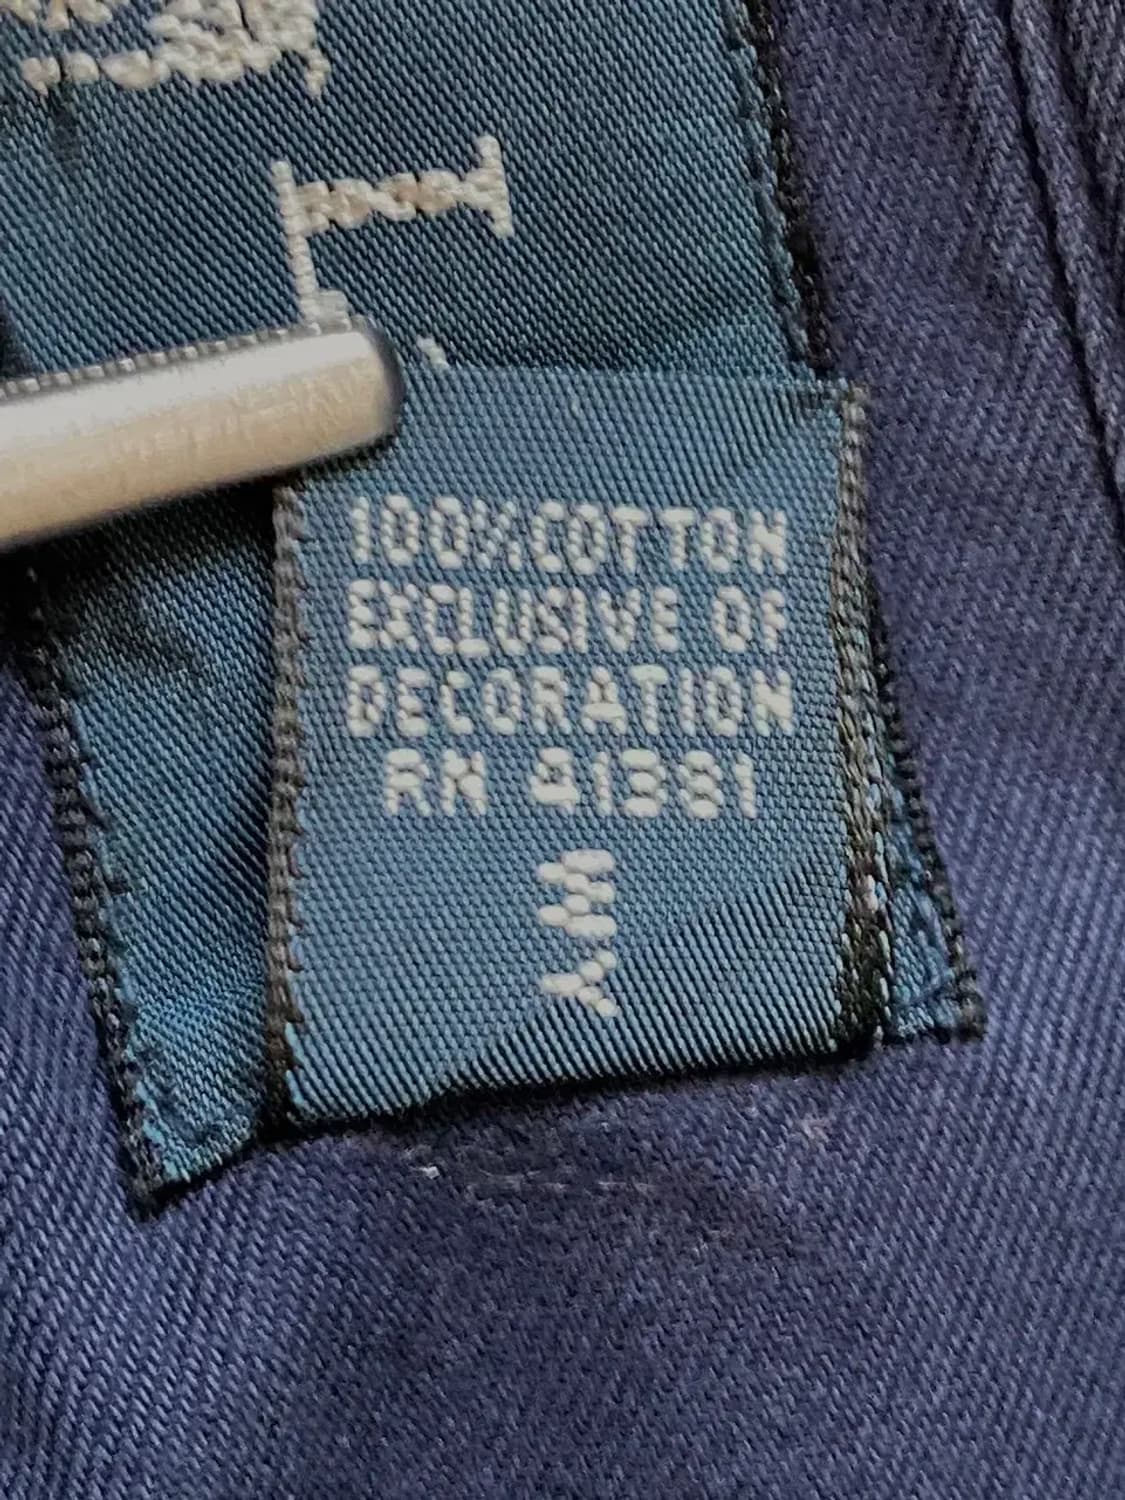 100%COTTON
EXCLUSIVE OF
DECORATION
RN 41381